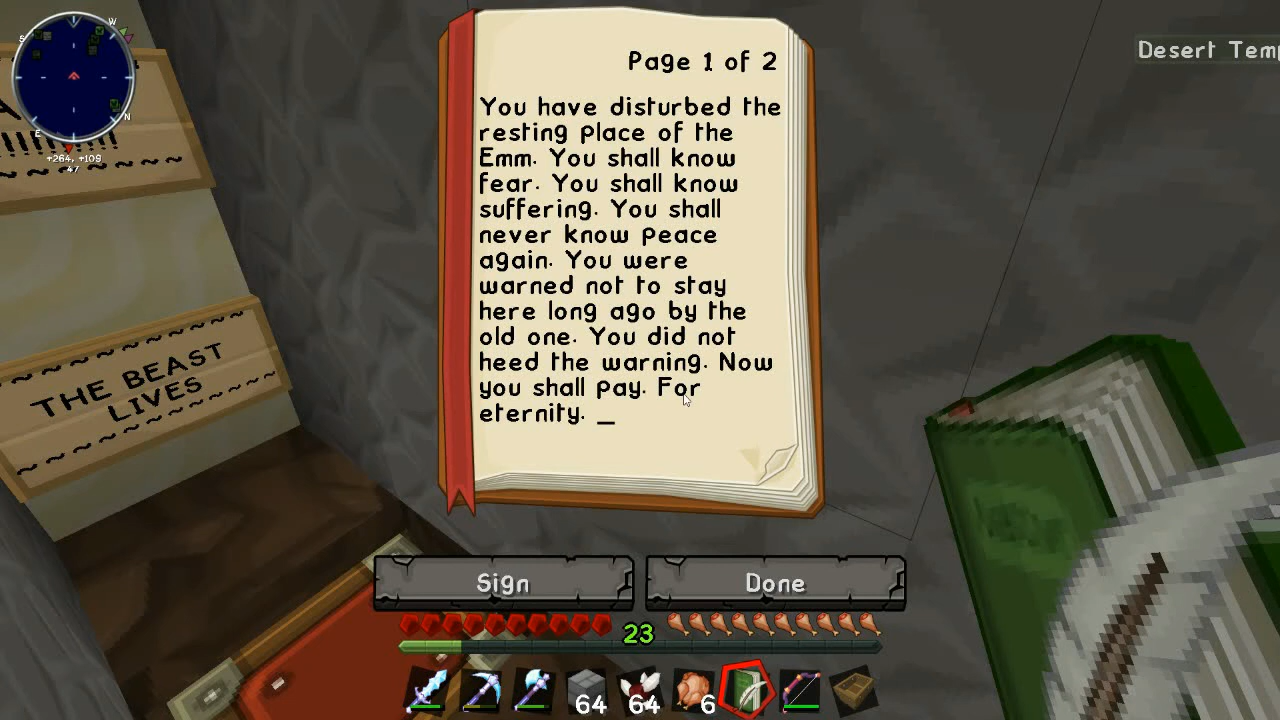 W
S
N
E
+264, +109
47
Desert Temp
Page 1 of 2
You have disturbed the
resting place of the
Emm. You shall know
fear. You shall know
suffering. You shall
never know peace
again. You were
warned not to stay
here long ago by the
old one. You did not
heed the warning. Now
you shall pay. For
eternity. _
THE BEAST
LIVES
Sign
Done
23
64
64
6